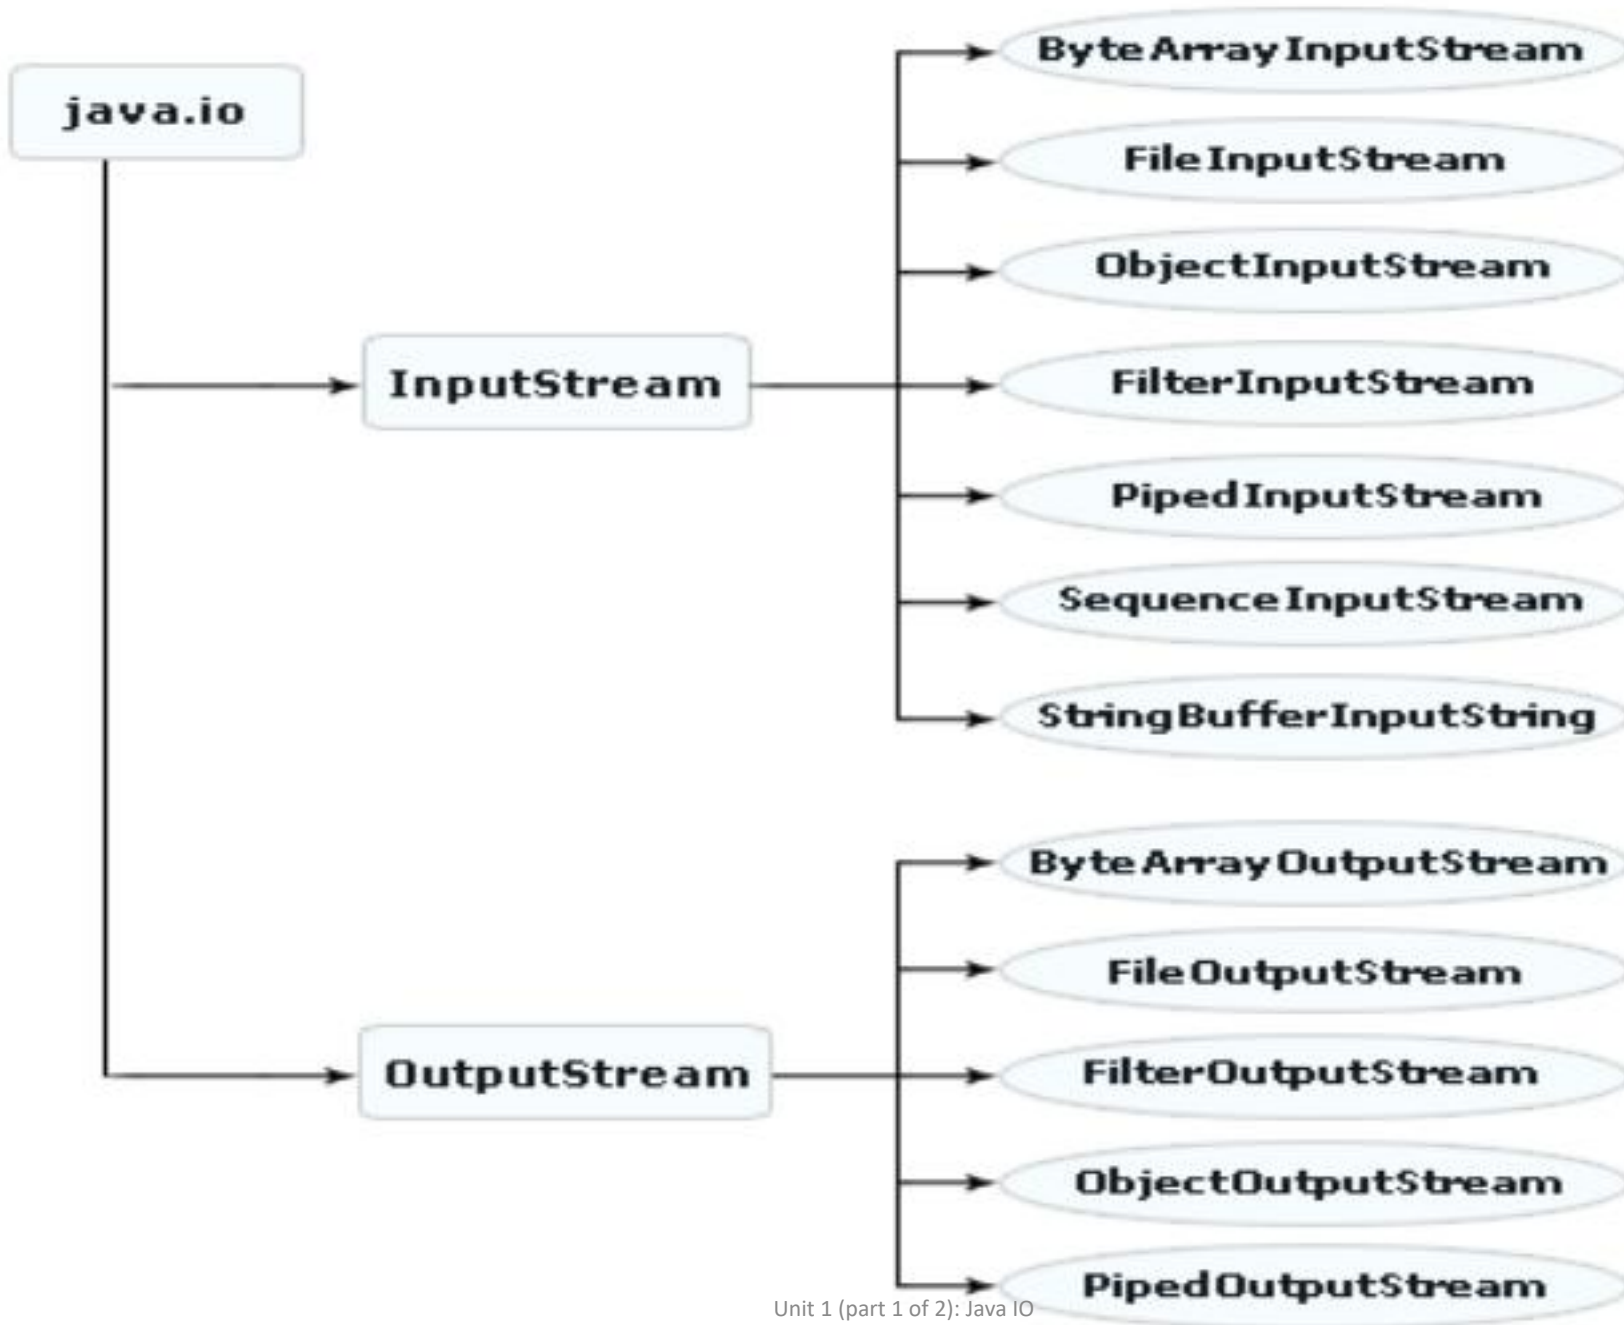 java.io
InputStream
ByteArrayInputStream
FileInputStream
ObjectInputStream
FilterInputStream
PipedInputStream
SequenceInputStream
StringBufferInputString
OutputStream
ByteArrayOutputStream
FileOutputStream
FilterOutputStream
ObjectOutputStream
PipedOutputStream
Unit 1 (part 1 of 2): Java IO